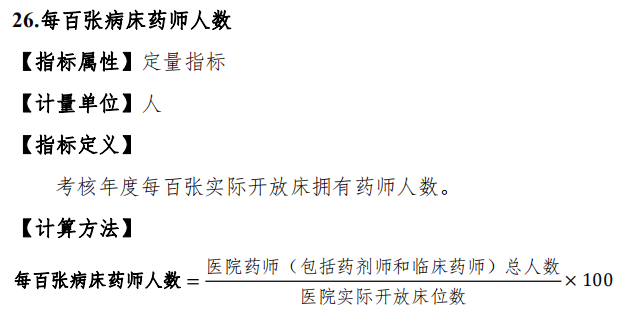 26.每百张病床药师人数
【指标属性】定量指标
【计量单位】人
【指标定义】
考核年度每百张实际开放床拥有药师人数。
【计算方法】
每百张病床药师人数 = 医院药师（包括药剂师和临床药师）总人数 / 医院实际开放床位数 × 100